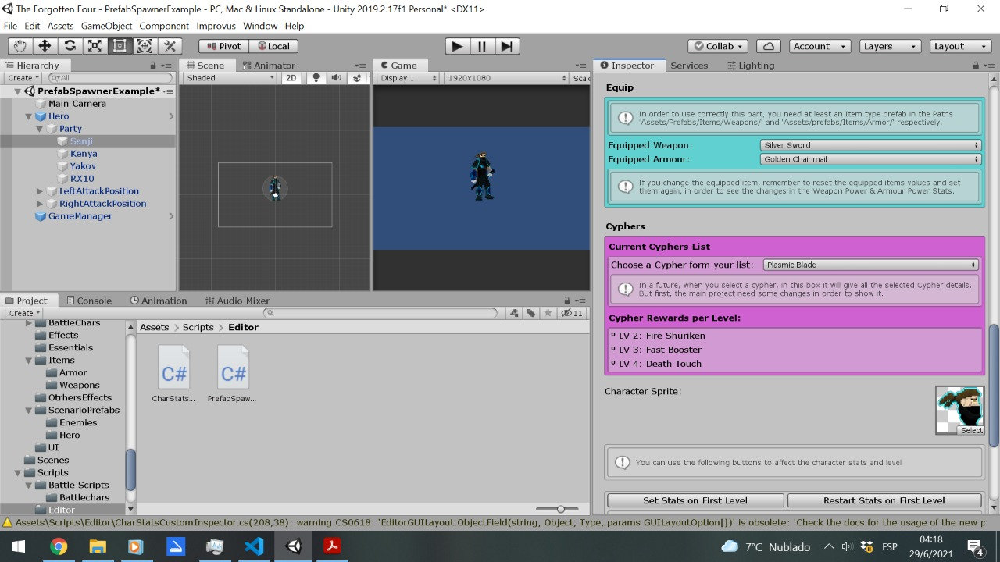 The Forgotten Four - PrefabSpawnerExample - PC, Mac & Linux Standalone - Unity 2019.2.17f1 Personal* <DX11>
File Edit Assets GameObject Component Improvus Window Help
Pivot Local Collab Account Layers Layout
Hierarchy
Create All
PrefabSpawnerExample*
Main Camera
Hero
Party
Sanji
Kenya
Yakov
RX10
LeftAttackPosition
RightAttackPosition
GameManager
Scene Animator
Shaded 2D
Game
Display 1 1920x1080 Scale
Inspector Services Lighting
Equip
In order to use correctly this part, you need at least an Item type prefab in the Paths
'Assets/Prefabs/Items/Weapons/' and 'Assets/prefabs/Items/Armor/' respectively.
Equipped Weapon: Silver Sword
Equipped Armour: Golden Chainmail
If you change the equipped item, remember to reset the equipped items values and set
them again, in order to see the changes in the Weapon Power & Armour Power Stats.
Cyphers
Current Cyphers List
Choose a Cypher form your list: Plasmic Blade
In a future, when you select a cypher, in this box it will give all the selected Cypher details.
But first, the main project need some changes in order to show it.
Cypher Rewards per Level:
º LV 2: Fire Shuriken
º LV 3: Fast Booster
º LV 4: Death Touch
Character Sprite:
Select
You can use the following buttons to affect the character stats and level
Set Stats on First Level Restart Stats on First Level
Project Console Animation Audio Mixer
Create 11
BattleChars
Effects
Essentials
Items
Armor
Weapons
OtrhersEffects
ScenarioPrefabs
Enemies
Hero
UI
Scenes
Scripts
Battle Scripts
Battlechars
Editor
Assets > Scripts > Editor
C# C#
CharStats... PrefabSpaw...
Assets\Scripts\Editor\CharStatsCustomInspector.cs(208,38): warning CS0618: 'EditorGUILayout.ObjectField(string, Object, Type, params GUILayoutOption[])' is obsolete: 'Check the docs for the usage of the new p
7°C Nublado ESP
04:18
29/6/2021
4